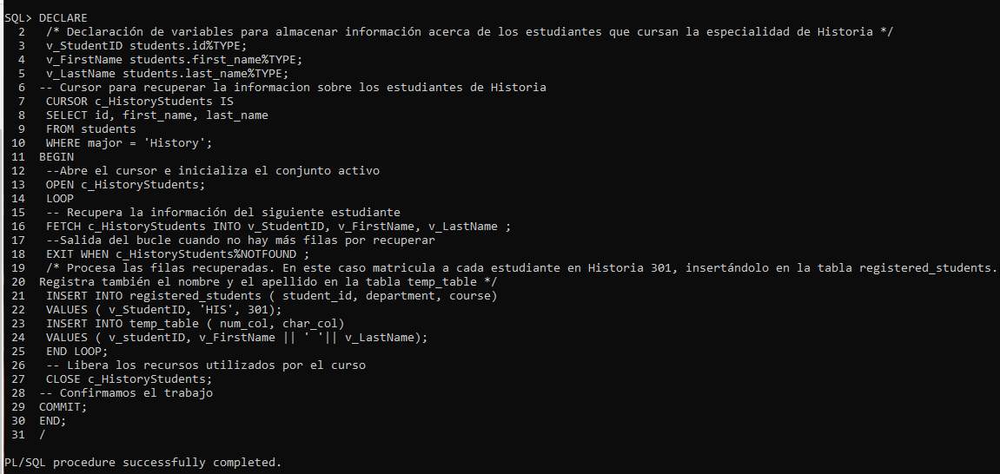 SQL> DECLARE
2 /* Declaración de variables para almacenar información acerca de los estudiantes que cursan la especialidad de Historia */
3 v_StudentID students.id%TYPE;
4 v_FirstName students.first_name%TYPE;
5 v_LastName students.last_name%TYPE;
6 -- Cursor para recuperar la informacion sobre los estudiantes de Historia
7 CURSOR c_HistoryStudents IS
8 SELECT id, first_name, last_name
9 FROM students
10 WHERE major = 'History';
11 BEGIN
12 --Abre el cursor e inicializa el conjunto activo
13 OPEN c_HistoryStudents;
14 LOOP
15 -- Recupera la información del siguiente estudiante
16 FETCH c_HistoryStudents INTO v_StudentID, v_FirstName, v_LastName ;
17 --Salida del bucle cuando no hay más filas por recuperar
18 EXIT WHEN c_HistoryStudents%NOTFOUND ;
19 /* Procesa las filas recuperadas. En este caso matricula a cada estudiante en Historia 301, insertándolo en la tabla registered_students.
20 Registra también el nombre y el apellido en la tabla temp_table */
21 INSERT INTO registered_students ( student_id, department, course)
22 VALUES ( v_StudentID, 'HIS', 301);
23 INSERT INTO temp_table ( num_col, char_col)
24 VALUES ( v_studentID, v_FirstName || ' '|| v_LastName);
25 END LOOP;
26 -- Libera los recursos utilizados por el curso
27 CLOSE c_HistoryStudents;
28 -- Confirmamos el trabajo
29 COMMIT;
30 END;
31 /
PL/SQL procedure successfully completed.